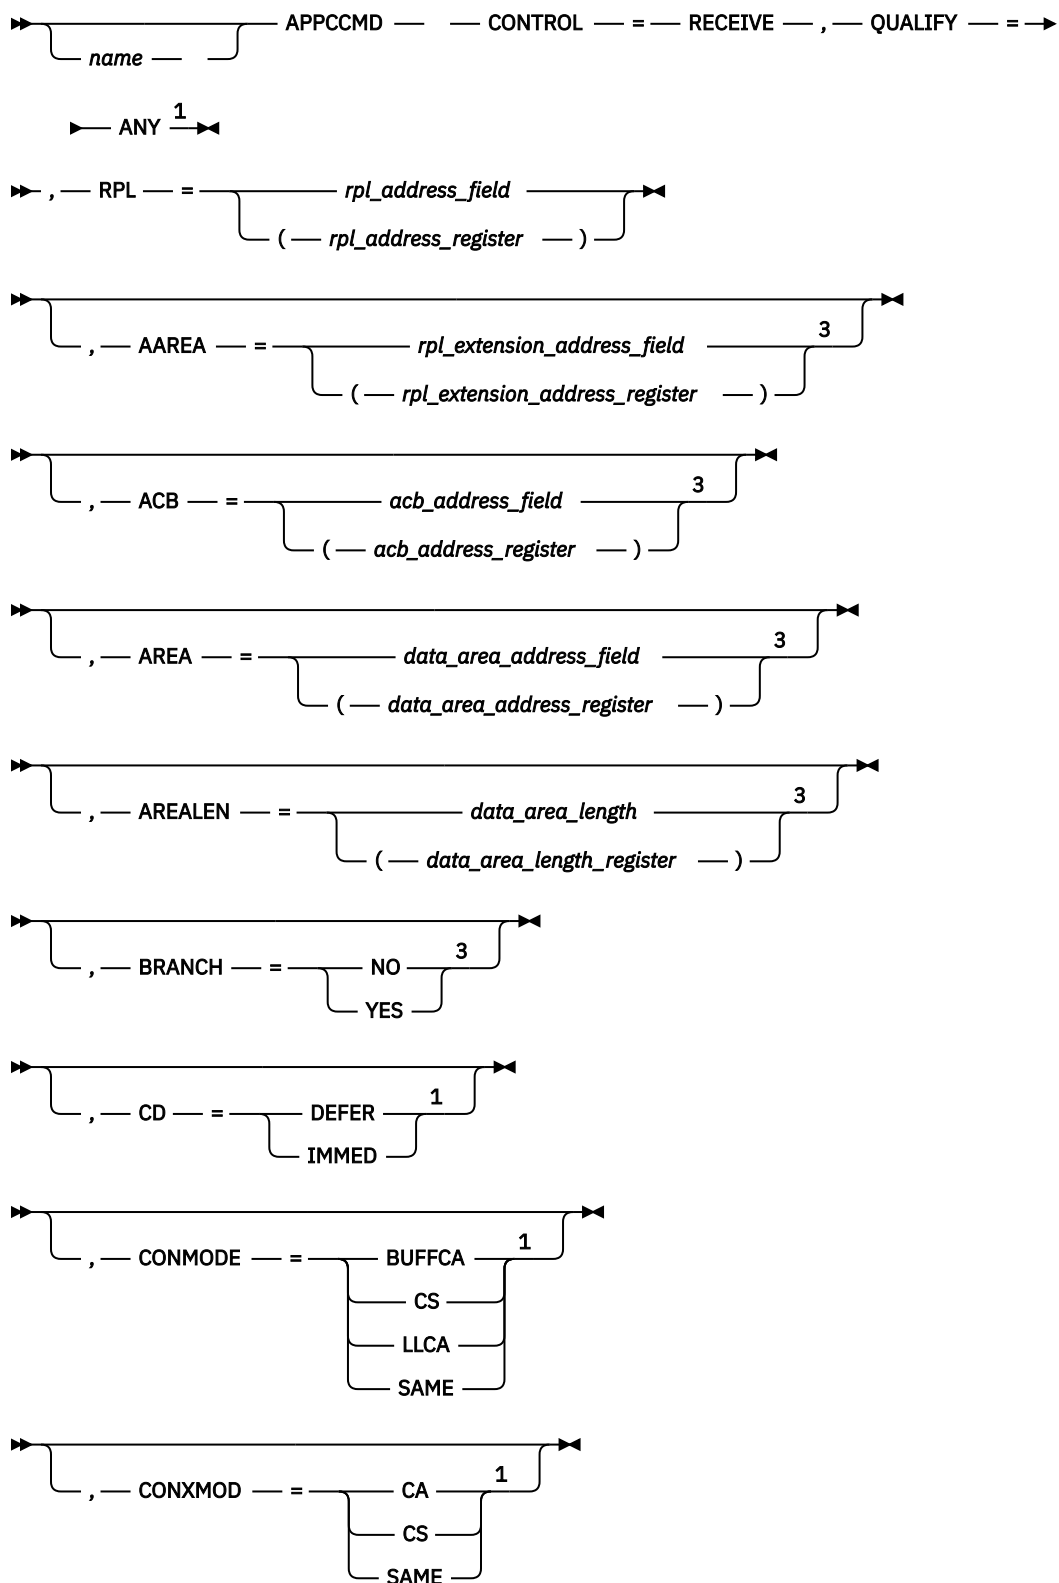 APPCCMD CONTROL = RECEIVE , QUALIFY =
name
ANY 1
, RPL = rpl_address_field
( rpl_address_register )
, AAREA = rpl_extension_address_field 3
( rpl_extension_address_register )
, ACB = acb_address_field 3
( acb_address_register )
, AREA = data_area_address_field 3
( data_area_address_register )
, AREALEN = data_area_length 3
( data_area_length_register )
, BRANCH = NO 3
YES
, CD = DEFER 1
IMMED
, CONMODE = BUFFCA 1
CS
LLCA
SAME
, CONXMOD = CA 1
CS
SAME